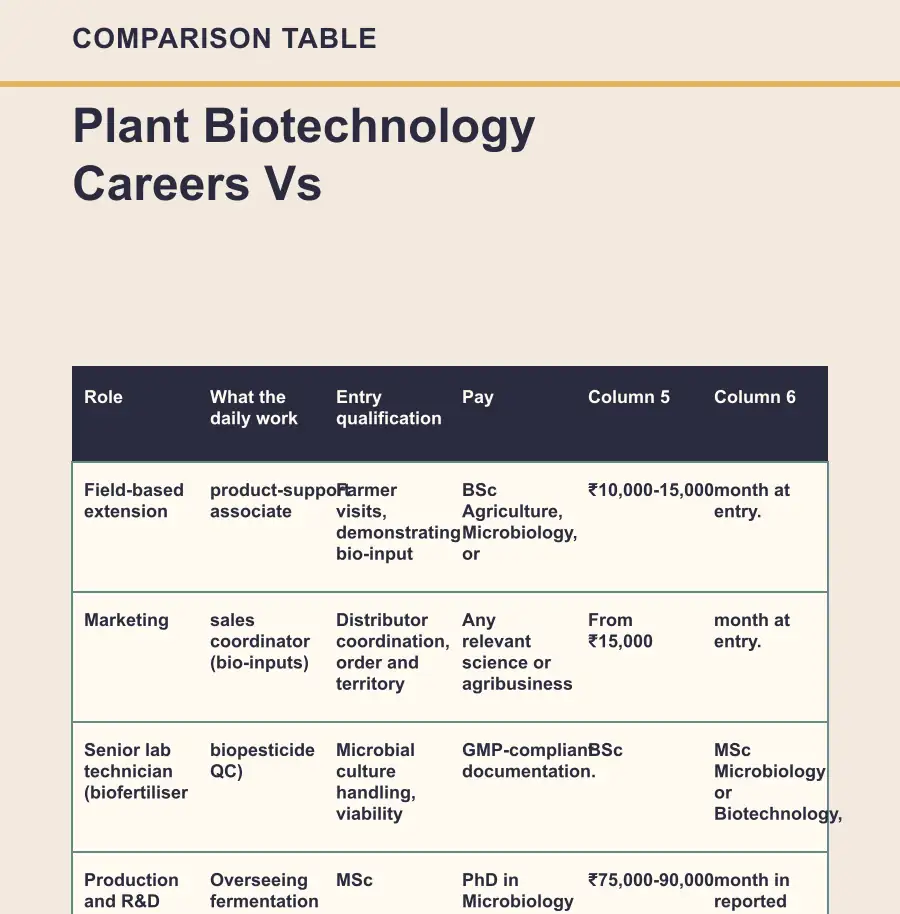 COMPARISON TABLE
Plant Biotechnology
Careers Vs
Role
What the
daily work
Entry
qualification
Pay
Column 5
Column 6
Field-based
extension
product-support
associate
Farmer
visits,
demonstrating
bio-input
BSc
Agriculture,
Microbiology,
or
₹10,000-15,000
month at
entry.
Marketing
sales
coordinator
(bio-inputs)
Distributor
coordination,
order and
territory
Any
relevant
science or
agribusiness
From
₹15,000
month at
entry.
Senior lab
technician
(biofertiliser
biopesticide
QC)
Microbial
culture
handling,
viability
GMP-compliant
documentation.
BSc
MSc
Microbiology
or
Biotechnology,
Production
and R&D
Overseeing
fermentation
MSc
PhD in
Microbiology
₹75,000-90,000
month in
reported